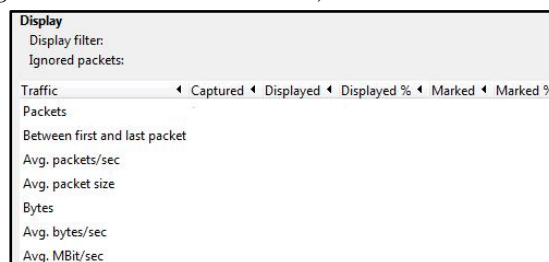 Display
Display filter:
Ignored packets:
Traffic Captured Displayed Displayed % Marked Marked %
Packets
Between first and last packet
Avg. packets/sec
Avg. packet size
Bytes
Avg. bytes/sec
Avg. MBit/sec